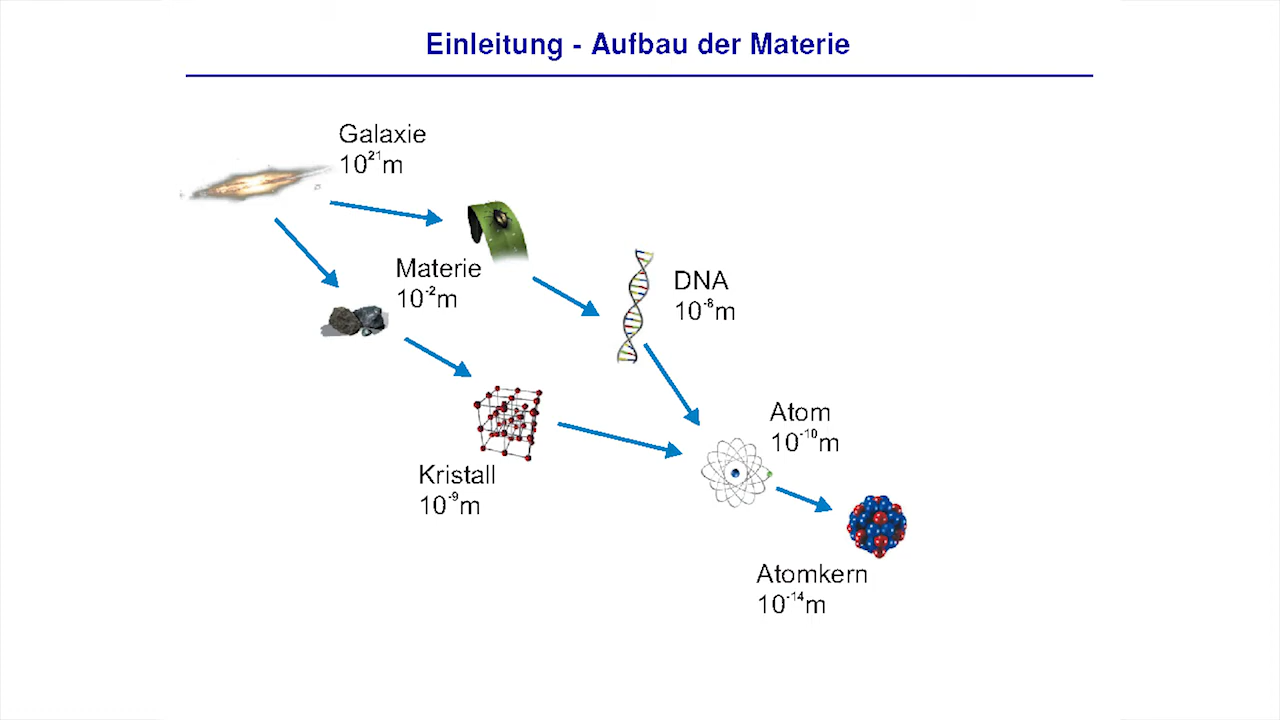 Einleitung - Aufbau der Materie
Galaxie
10²¹m
Materie
10⁻²m
DNA
10⁻⁸m
Kristall
10⁻⁹m
Atom
10⁻¹⁰m
Atomkern
10⁻¹⁴m